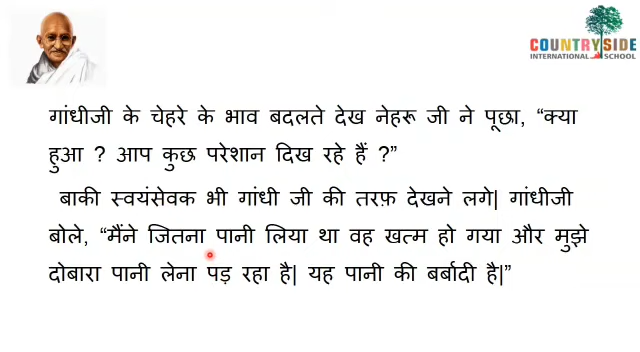 COUNTRYSIDE
INTERNATIONAL SCHOOL
गांधीजी के चेहरे के भाव बदलते देख नेहरू जी ने पूछा, “क्या
हुआ ? आप कुछ परेशान दिख रहे हैं ?”
बाकी स्वयंसेवक भी गांधी जी की तरफ़ देखने लगे| गांधीजी
बोले, “मैंने जितना पानी लिया था वह खत्म हो गया और मुझे
दोबारा पानी लेना पड़ रहा है| यह पानी की बर्बादी है|”